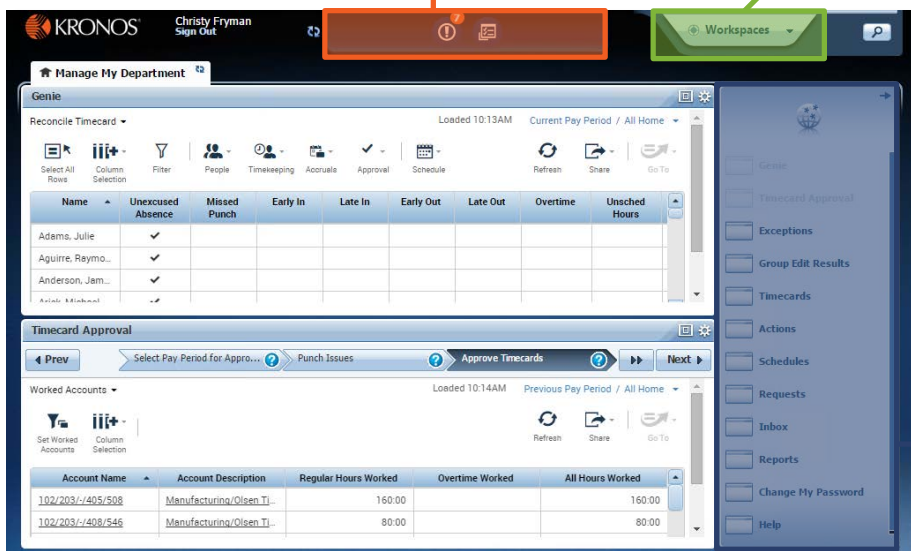 KRONOS
Christy Fryman
Sign Out
7
Workspaces
Manage My Department
Genie
Reconcile Timecard
Loaded 10:13AM
Current Pay Period / All Home
Select All Rows
Column Selection
Filter
People
Timekeeping
Accruals
Approval
Schedule
Refresh
Share
Go To
Name
Unexcused Absence
Missed Punch
Early In
Late In
Early Out
Late Out
Overtime
Unsched Hours
Adams, Julie
Aguirre, Raymo...
Anderson, Jam...
Arick, Michael
Timecard Approval
Prev
Select Pay Period for Appro... ?
Punch Issues ?
Approve Timecards ?
Next
Worked Accounts
Loaded 10:14AM
Previous Pay Period / All Home
Set Worked Accounts
Column Selection
Refresh
Share
Go To
Account Name
Account Description
Regular Hours Worked
Overtime Worked
All Hours Worked
102/203/-/405/508
Manufacturing/Olsen Ti...
160:00
160:00
102/203/-/408/546
Manufacturing/Olsen Ti...
80:00
80:00
Genie
Timecard Approval
Exceptions
Group Edit Results
Timecards
Actions
Schedules
Requests
Inbox
Reports
Change My Password
Help